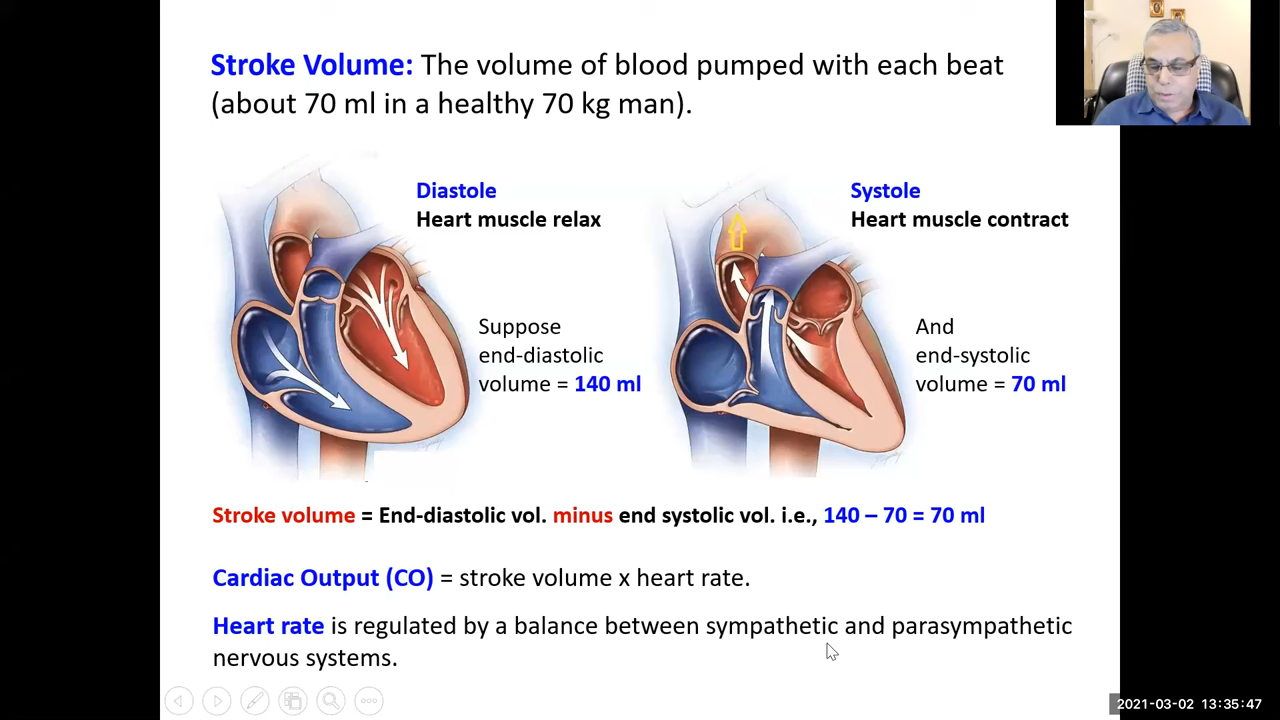 Stroke Volume: The volume of blood pumped with each beat
(about 70 ml in a healthy 70 kg man).
Diastole
Heart muscle relax
Systole
Heart muscle contract
Suppose
end-diastolic
volume = 140 ml
And
end-systolic
volume = 70 ml
Stroke volume = End-diastolic vol. minus end systolic vol. i.e., 140 – 70 = 70 ml
Cardiac Output (CO) = stroke volume x heart rate.
Heart rate is regulated by a balance between sympathetic and parasympathetic
nervous systems.
2021-03-02 13:35:47